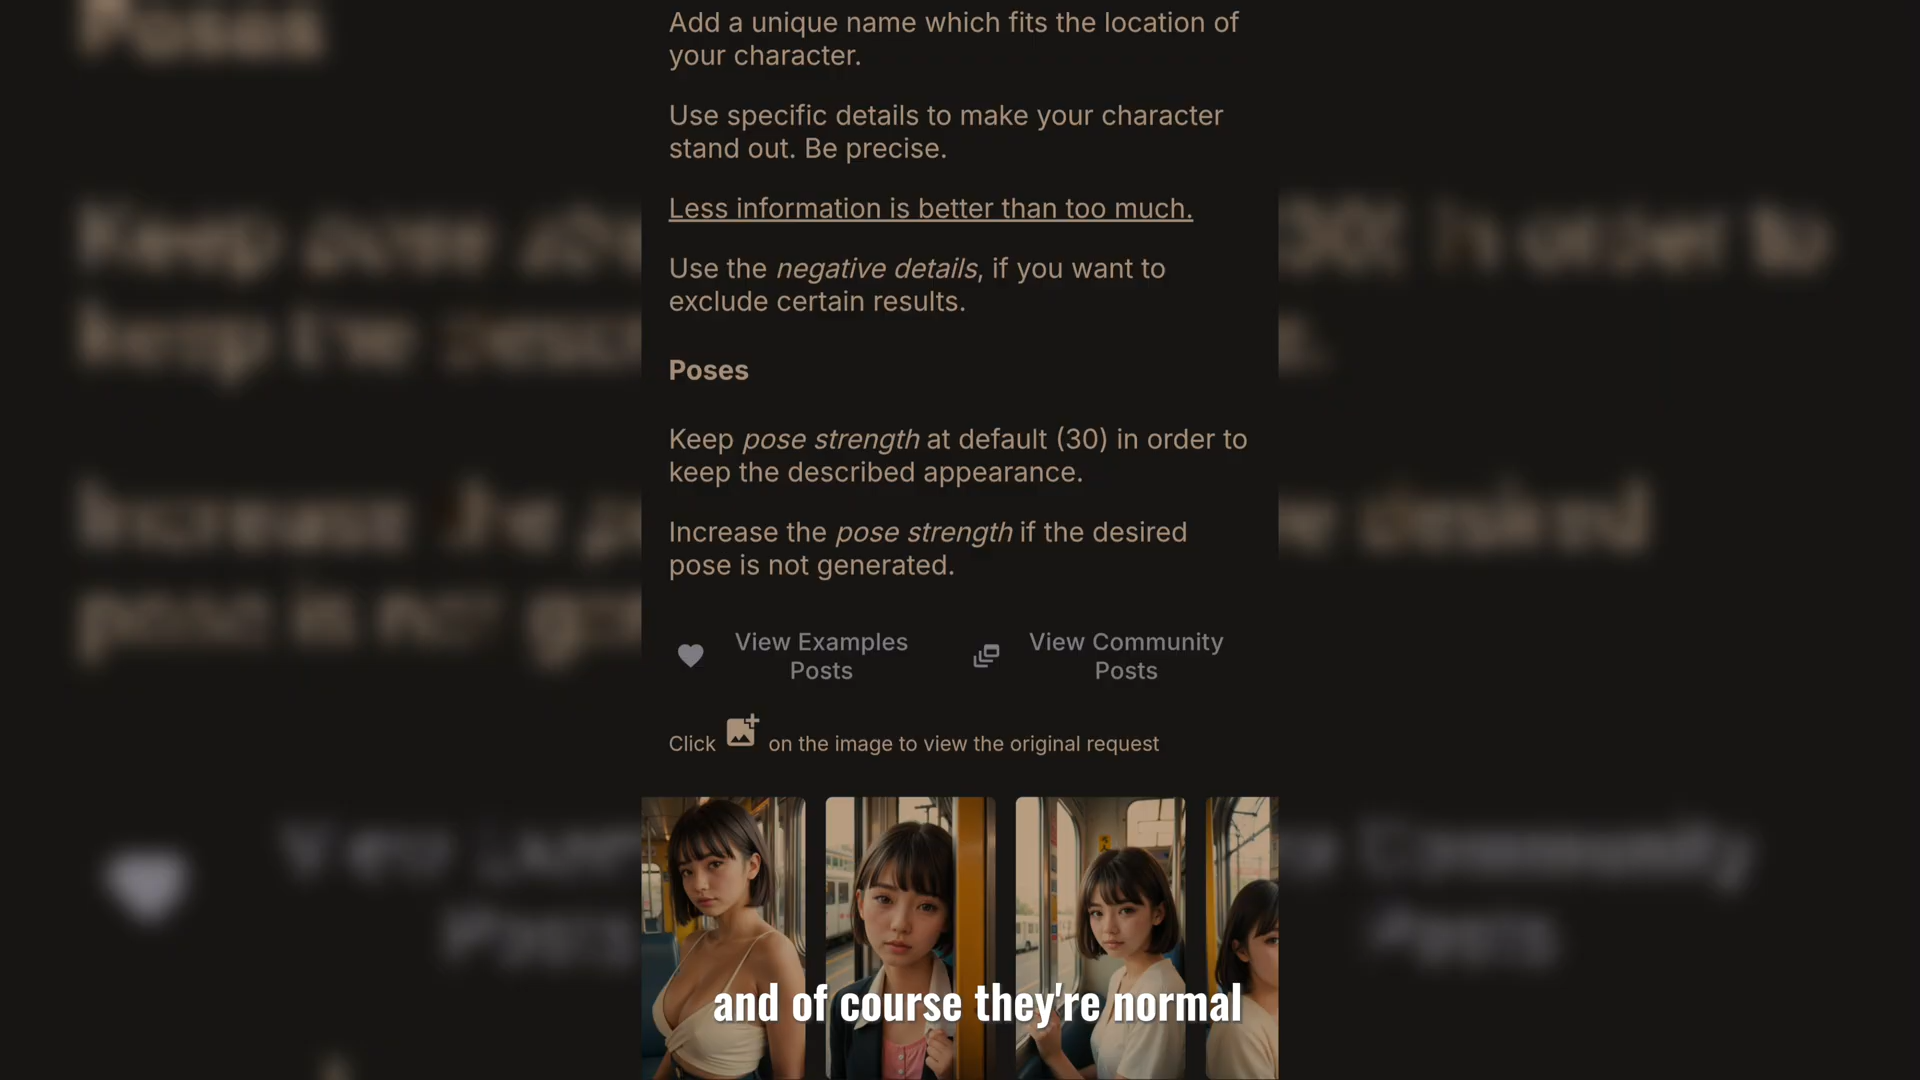 Add a unique name which fits the location of
your character.
Use specific details to make your character
stand out. Be precise.
Less information is better than too much.
Use the negative details, if you want to
exclude certain results.
Poses
Keep pose strength at default (30) in order to
keep the described appearance.
Increase the pose strength if the desired
pose is not generated.
View Examples
Posts
View Community
Posts
Click on the image to view the original request
and of course they're normal